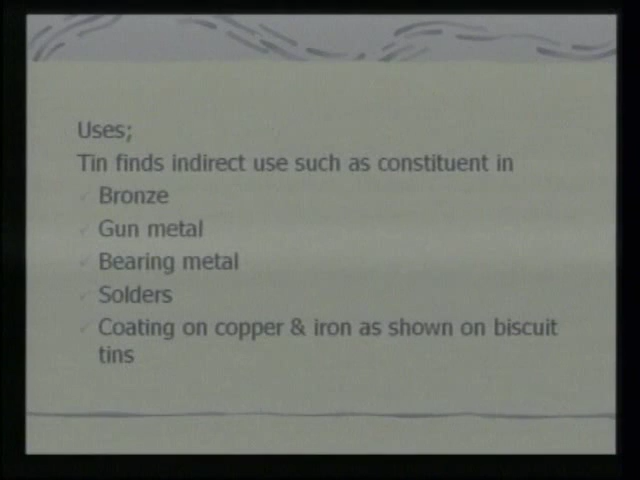 Uses;
Tin finds indirect use such as constituent in
Bronze
Gun metal
Bearing metal
Solders
Coating on copper & iron as shown on biscuit
tins